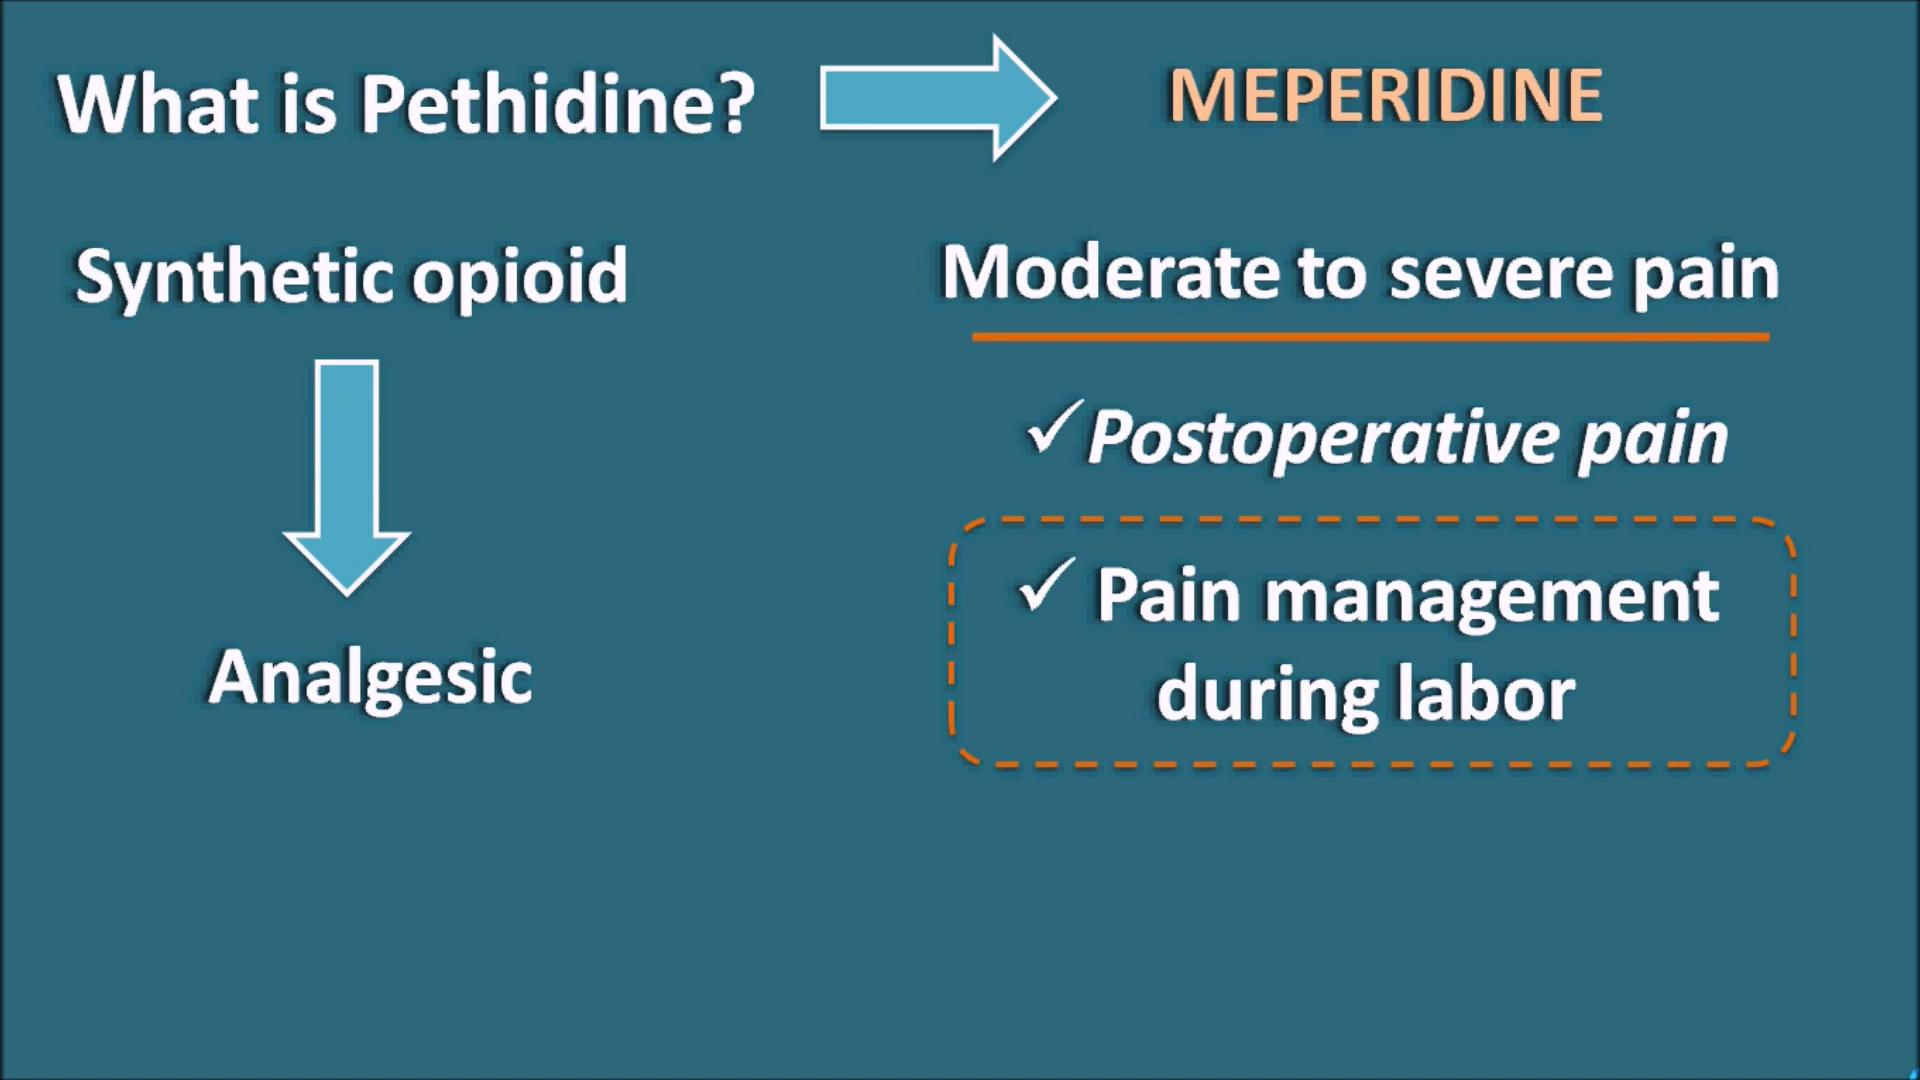 What is Pethidine?
MEPERIDINE
Synthetic opioid
Analgesic
Moderate to severe pain
✓Postoperative pain
✓ Pain management
during labor